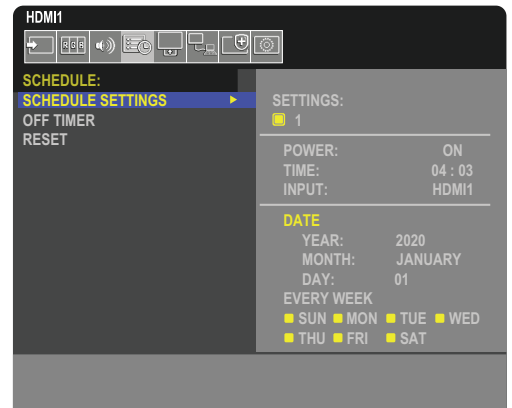 HDMI1
R G B
SCHEDULE:
SCHEDULE SETTINGS
OFF TIMER
RESET
SETTINGS:
1
POWER: ON
TIME: 04 : 03
INPUT: HDMI1
DATE
YEAR: 2020
MONTH: JANUARY
DAY: 01
EVERY WEEK
SUN MON TUE WED
THU FRI SAT